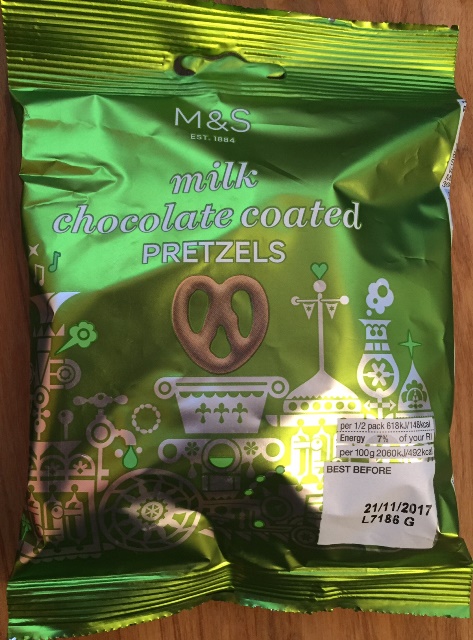 M&S
EST. 1884
milk
chocolate coated
PRETZELS
per 1/2 pack 618kJ/148kcal
Energy 7% of your RI
per 100g 2060kJ/492kcal
BEST BEFORE
21/11/2017
L7186 G